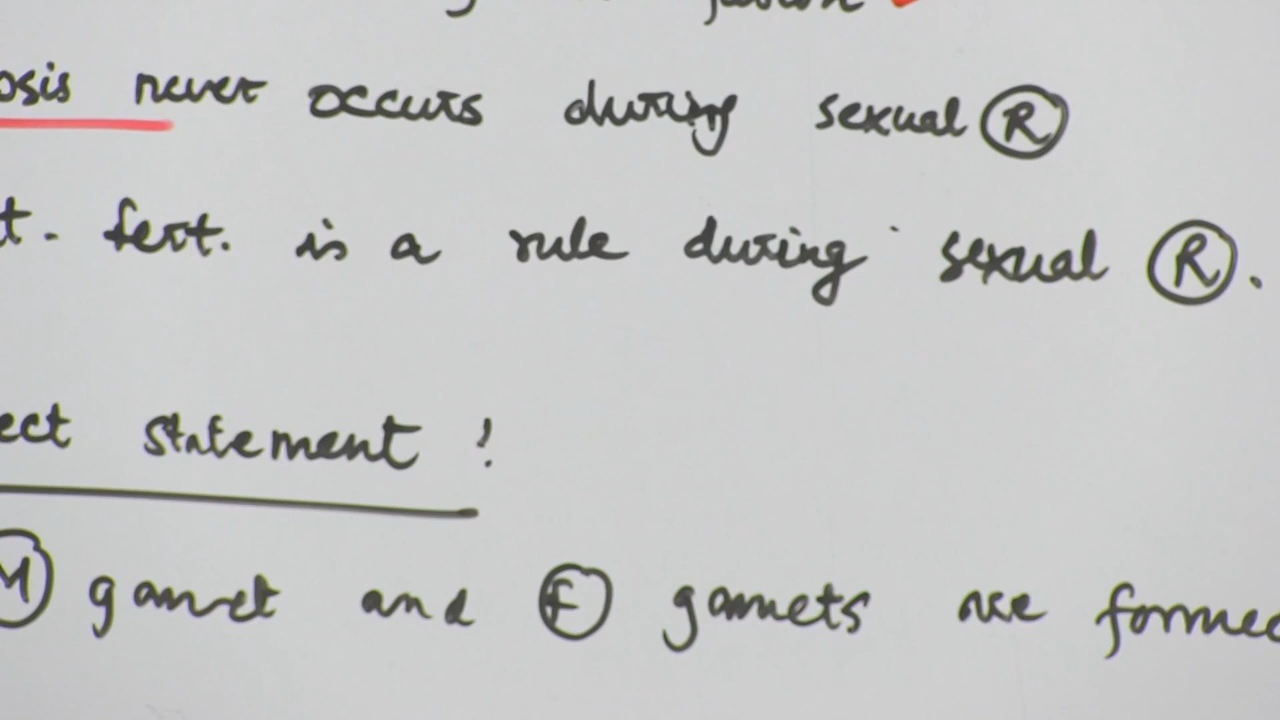 osis never occurs during sexual Ⓡ
t. fert. is a rule during sexual Ⓡ.
ect statement !
Ⓜ gamet and Ⓕ gamets are formed